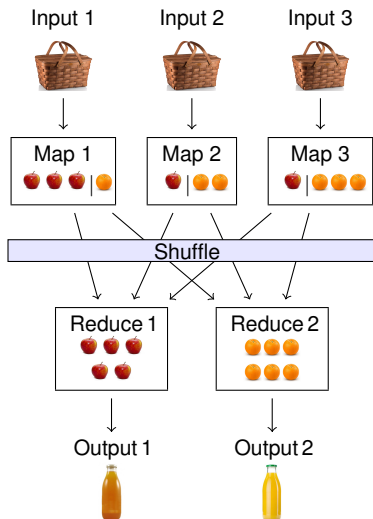 Input 1 Input 2 Input 3
Map 1 Map 2 Map 3
Shuffle
Reduce 1 Reduce 2
Output 1 Output 2